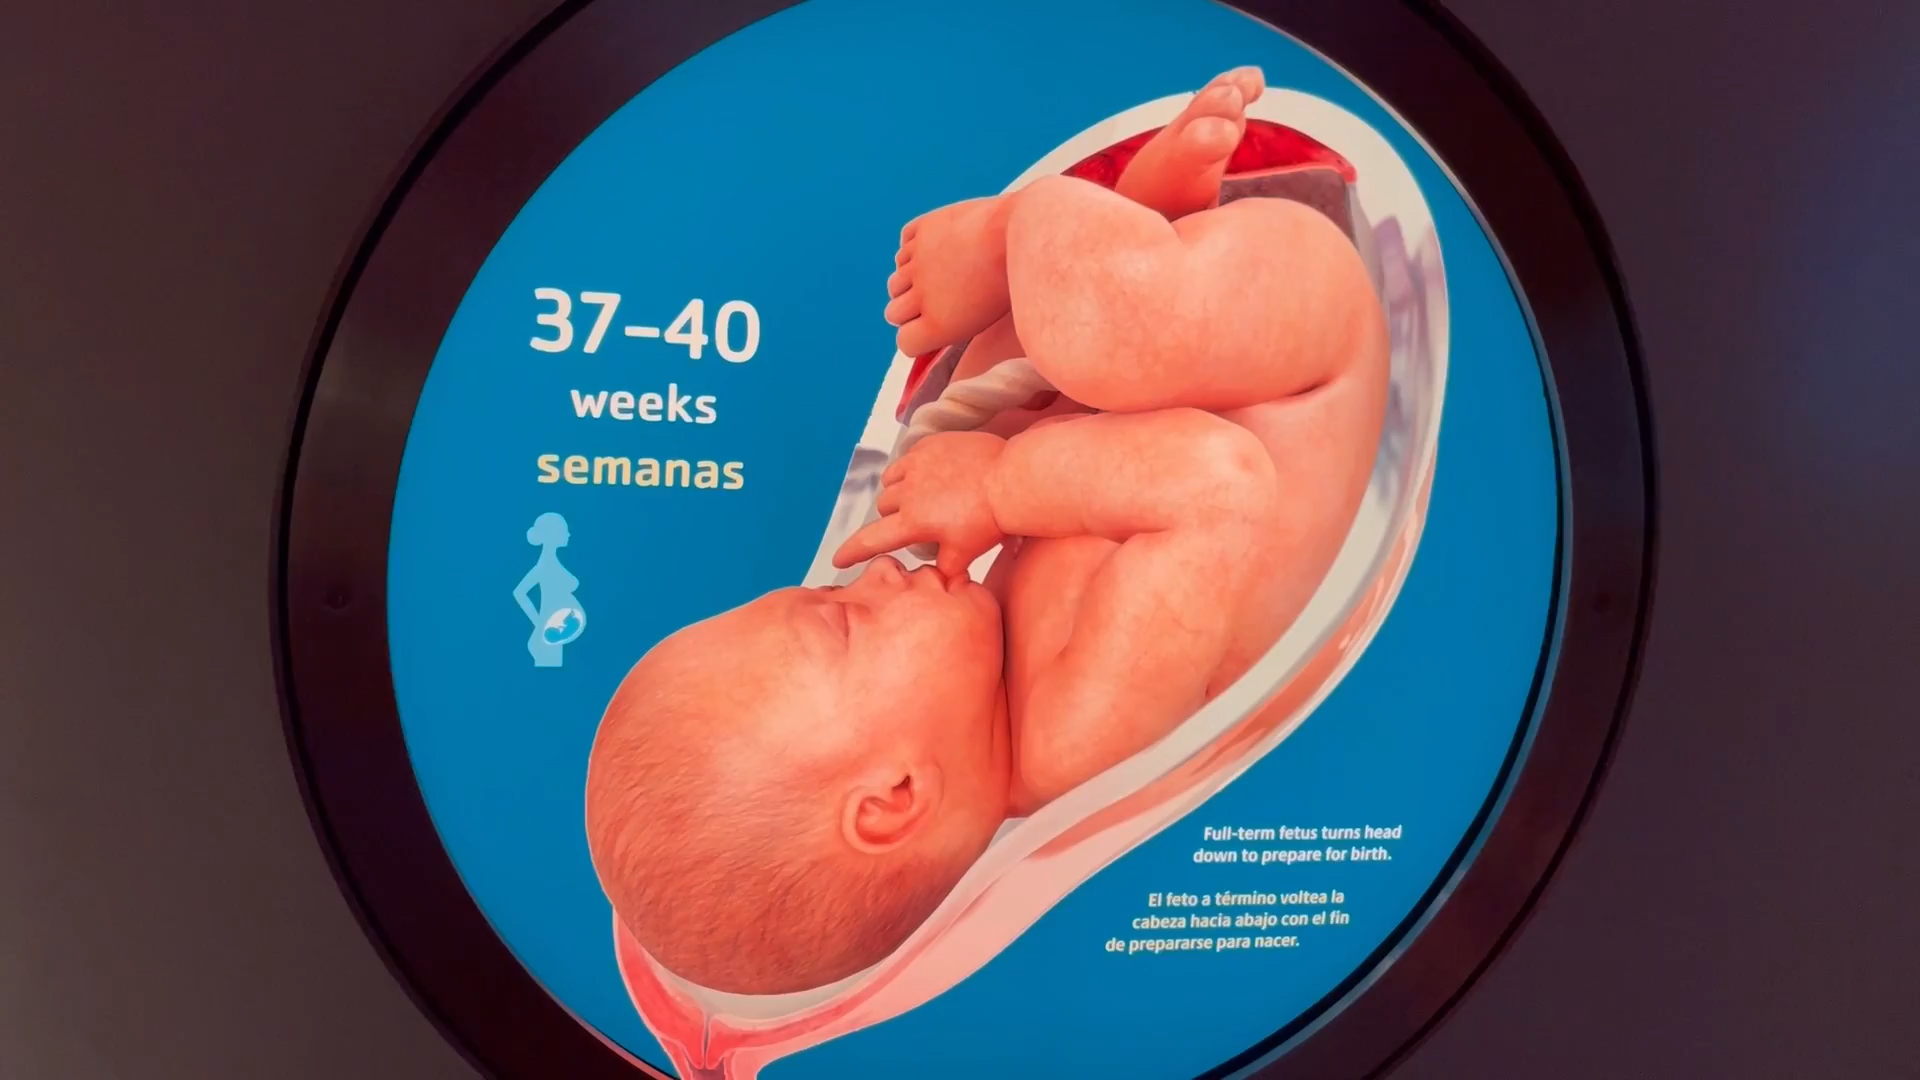 37–40
weeks
semanas
Full-term fetus turns head
down to prepare for birth.
El feto a término voltea la
cabeza hacia abajo con el fin
de prepararse para nacer.